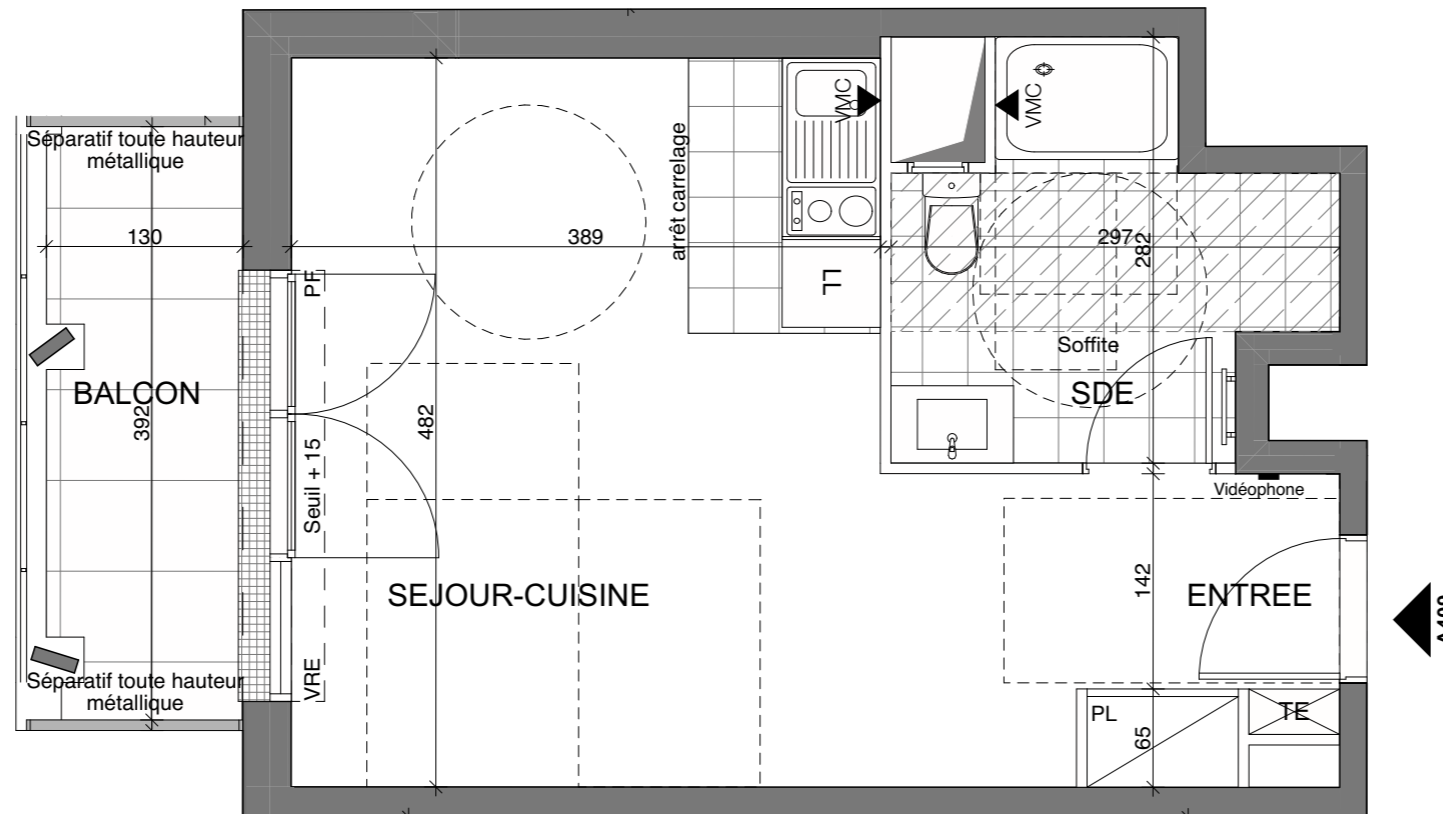 Séparatif toute hauteur
métallique
130
BALCON
392
Séparatif toute hauteur
métallique
PF
Seuil + 15
VRE
389
482
SEJOUR-CUISINE
arrêt carrelage
LL
VMC
VMC
297
282
Soffite
SDE
Vidéophone
142
ENTREE
PL
65
TE